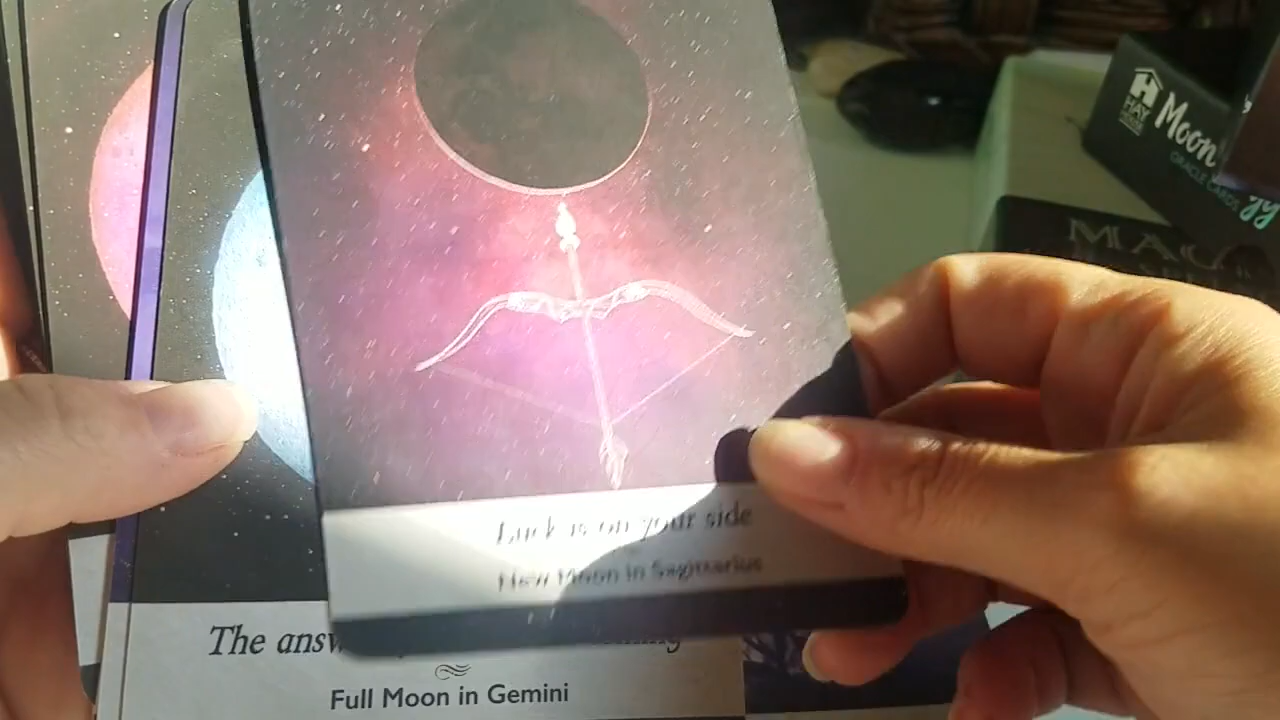 HAY
HOUSE
Moon
ORACLE CARDS
Luck is on your side
New Moon in Sagittarius
The
Full Moon in Gemini